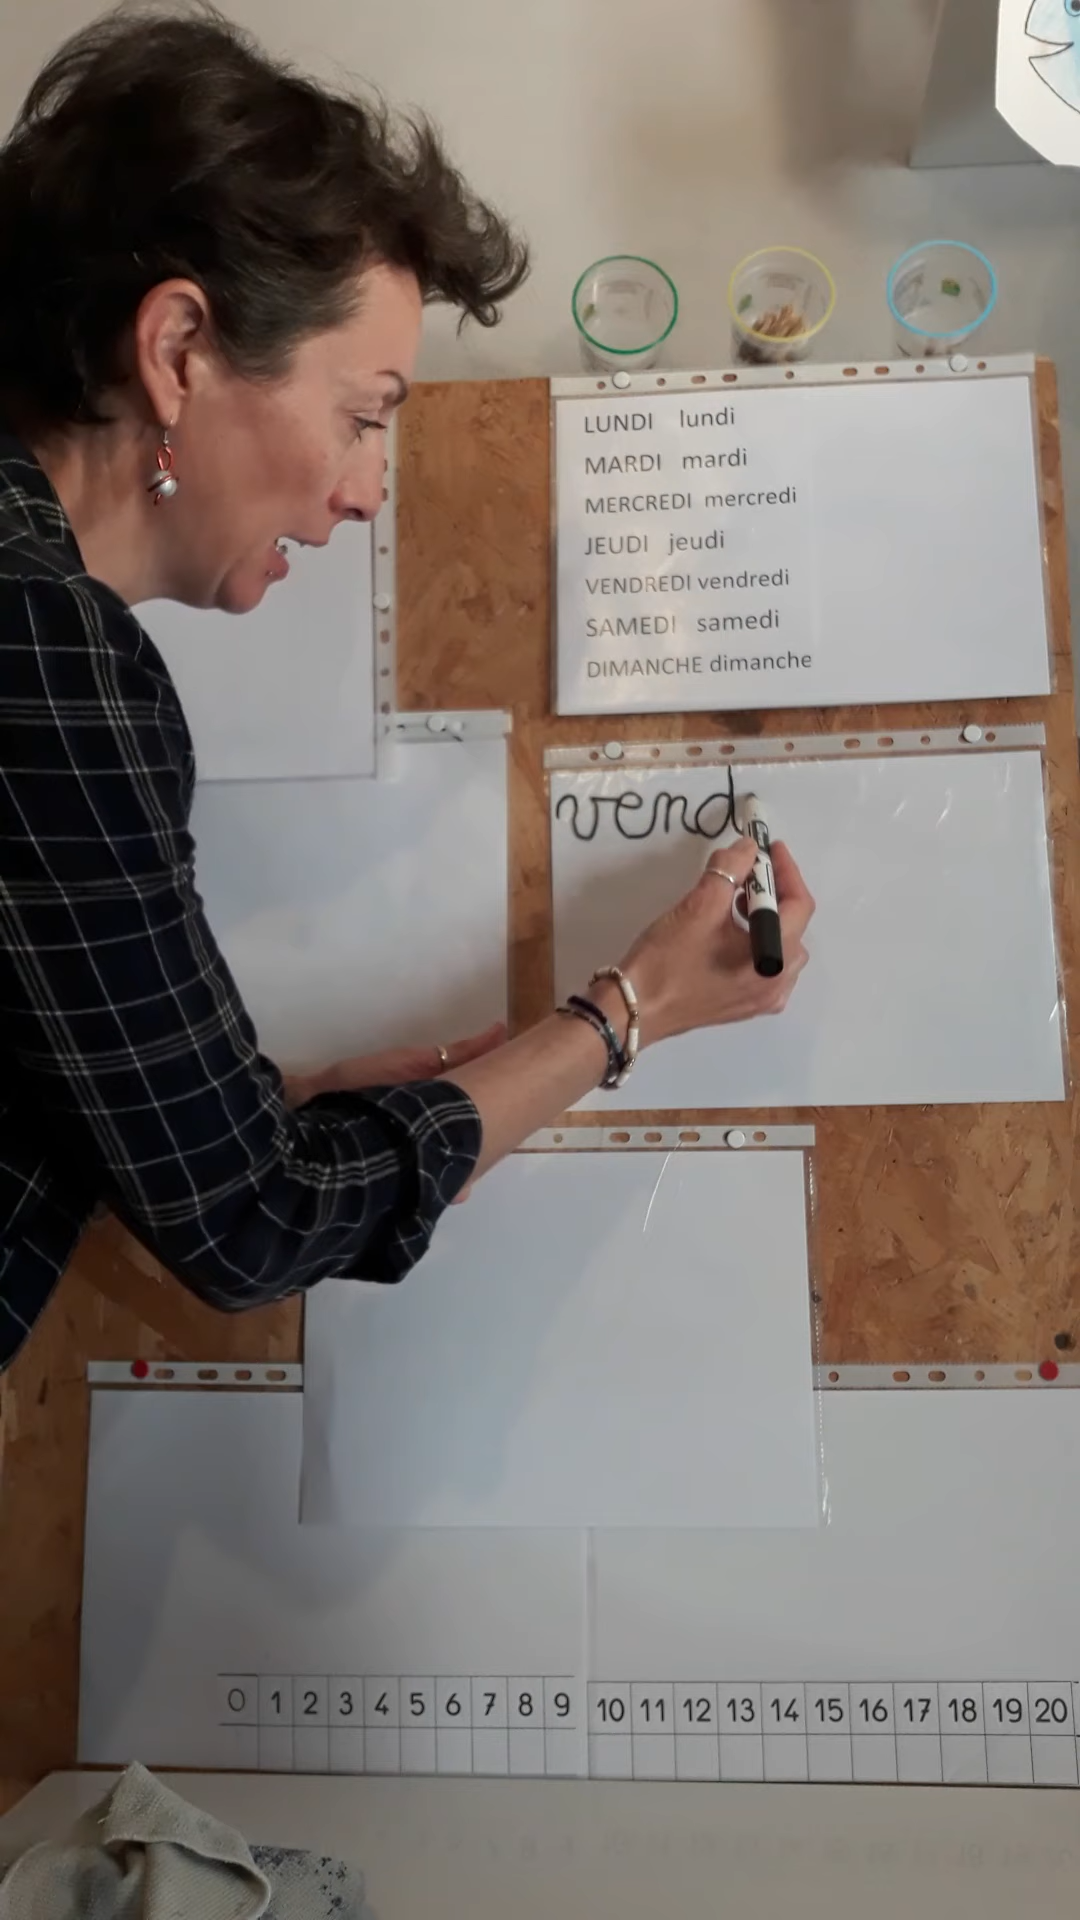 LUNDI lundi
MARDI mardi
MERCREDI mercredi
JEUDI jeudi
VENDREDI vendredi
SAMEDI samedi
DIMANCHE dimanche
vend
0 1 2 3 4 5 6 7 8 9 10 11 12 13 14 15 16 17 18 19 20